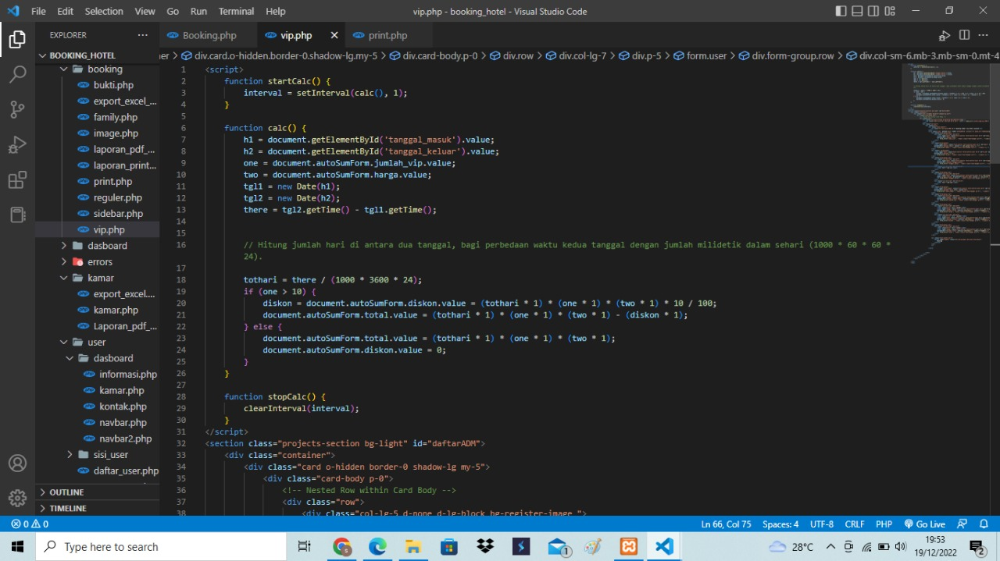 File Edit Selection View Go Run Terminal Help
vip.php - booking_hotel - Visual Studio Code
EXPLORER
BOOKING_HOTEL
booking
bukti.php
export_excel_...
family.php
image.php
laporan_pdf_...
laporan_print...
print.php
reguler.php
sidebar.php
vip.php
dasboard
errors
kamar
export_excel....
kamar.php
Laporan_pdf_...
user
dasboard
informasi.php
kamar.php
kontak.php
navbar.php
navbar2.php
sisi_user
daftar_user.php
OUTLINE
TIMELINE
Booking.php vip.php print.php
ner > div.card.o-hidden.border-0.shadow-lg.my-5 > div.card-body.p-0 > div.row > div.col-lg-7 > div.p-5 > form.user > div.form-group.row > div.col-sm-6.mb-3.mb-sm-0.mt-4
1 <script>
2 function startCalc() {
3 interval = setInterval(calc(), 1);
4 }
5
6 function calc() {
7 h1 = document.getElementById('tanggal_masuk').value;
8 h2 = document.getElementById('tanggal_keluar').value;
9 one = document.autoSumForm.jumlah_vip.value;
10 two = document.autoSumForm.harga.value;
11 tgl1 = new Date(h1);
12 tgl2 = new Date(h2);
13 there = tgl2.getTime() - tgl1.getTime();
14
15
16 // Hitung jumlah hari di antara dua tanggal, bagi perbedaan waktu kedua tanggal dengan jumlah milidetik dalam sehari (1000 * 60 * 60 *
24).
17
18 tothari = there / (1000 * 3600 * 24);
19 if (one > 10) {
20 diskon = document.autoSumForm.diskon.value = (tothari * 1) * (one * 1) * (two * 1) * 10 / 100;
21 document.autoSumForm.total.value = (tothari * 1) * (one * 1) * (two * 1) - (diskon * 1);
22 } else {
23 document.autoSumForm.total.value = (tothari * 1) * (one * 1) * (two * 1);
24 document.autoSumForm.diskon.value = 0;
25 }
26 }
27
28 function stopCalc() {
29 clearInterval(interval);
30 }
31 </script>
32 <section class="projects-section bg-light" id="daftarADM">
33 <div class="container">
34 <div class="card o-hidden border-0 shadow-lg my-5">
35 <div class="card-body p-0">
36 <!-- Nested Row within Card Body -->
37 <div class="row">
38 <div class="col-lg-5 d-none d-lg-block bg-register-image ">
0 0 Ln 66, Col 75 Spaces: 4 UTF-8 CRLF PHP Go Live
Type here to search
1
28°C
19:53
19/12/2022
2